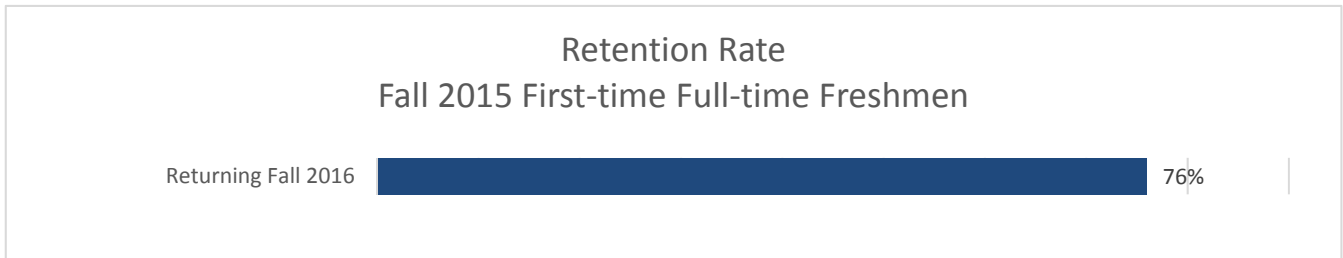 Retention Rate
Fall 2015 First-time Full-time Freshmen
Returning Fall 2016 76%